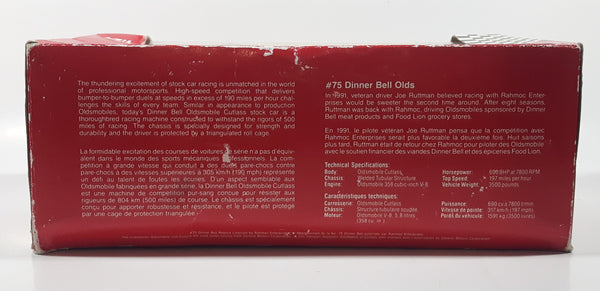 The thundering excitement of stock car racing is unmatched in the world
of professional motorsports. High-speed competition that delivers
bumper-to-bumper duels at speeds in excess of 190 miles per hour chal-
lenges the skills of every team. Similar in appearance to production
Oldsmobiles, today's Dinner Bell Oldsmobile Cutlass stock car is a
thoroughbred racing machine constructed to withstand the rigors of 500
miles of racing. The chassis is specially designed for strength and
durability and the driver is protected by a triangulated roll cage.
La formidable excitation des courses de voitures série n'a pas d'équi-
valent dans le monde des sports mécaniques professionnels. La com-
pétition à grande vitesse qui conduit à des duels pare-chocs contre
pare-chocs à des vitesses supérieures à 305 km/h (190 mph) représente
un défi au talent de foutes les écuries. D'un aspect semblable aux
Oldsmobile fabriquées en grande série, la Dinner Bell Oldsmobile Cutlass
est une machine de compétition pur-sang conçue pour résister aux
rigueurs de 804 km (500 miles) de course. Le châssis est spécialement
conçu pour apporter robustesse et résistance, et le pilote est protégé
par une cage de protection triangulée.
#75 Dinner Bell Olds
In 1991, veteran driver Joe Ruttman believed racing with Rahmoc Enter-
prises would be sweeter the second time around. After eight seasons,
Ruttman was back with Rahmoc, driving Oldsmobiles sponsored by Dinner
Bell meat products and Food Lion grocery stores.
En 1991, le pilote vétéran Joe Ruttman pensa que la compétition avec
Rahmoc Enterprises serait plus favorable la deuxième fois. Huit saisons plus
tard, Ruttman était de retour chez Rahmoc pour piloter des Oldsmobile
avec le soutien financier des viandes Dinner Bell et des épiceries Food Lion.
Technical Specifications:
Body: Oldsmobile Cutlass
Chassis: Welded Tubular Structure
Engine: Oldsmobile 358 cubic-inch V-8
Horsepower: 690 BHP at 7800 RPM
Top Speed: 197 miles per hour
Vehicle Weight: 3500 pounds
Caractéristiques techniques:
Carrosserie: Oldsmobile Cutlass
Châssis: Structure tubulaire soudée
Moteur: Oldsmobile V-8, 5,8 litres
(358 cu. in.)
Puissance: 690 cv à 7800 tr/mn
Vitesse de pointe: 317 km/h (197 mph)
Poids du véhicule: 1591 kg (3500 livres)